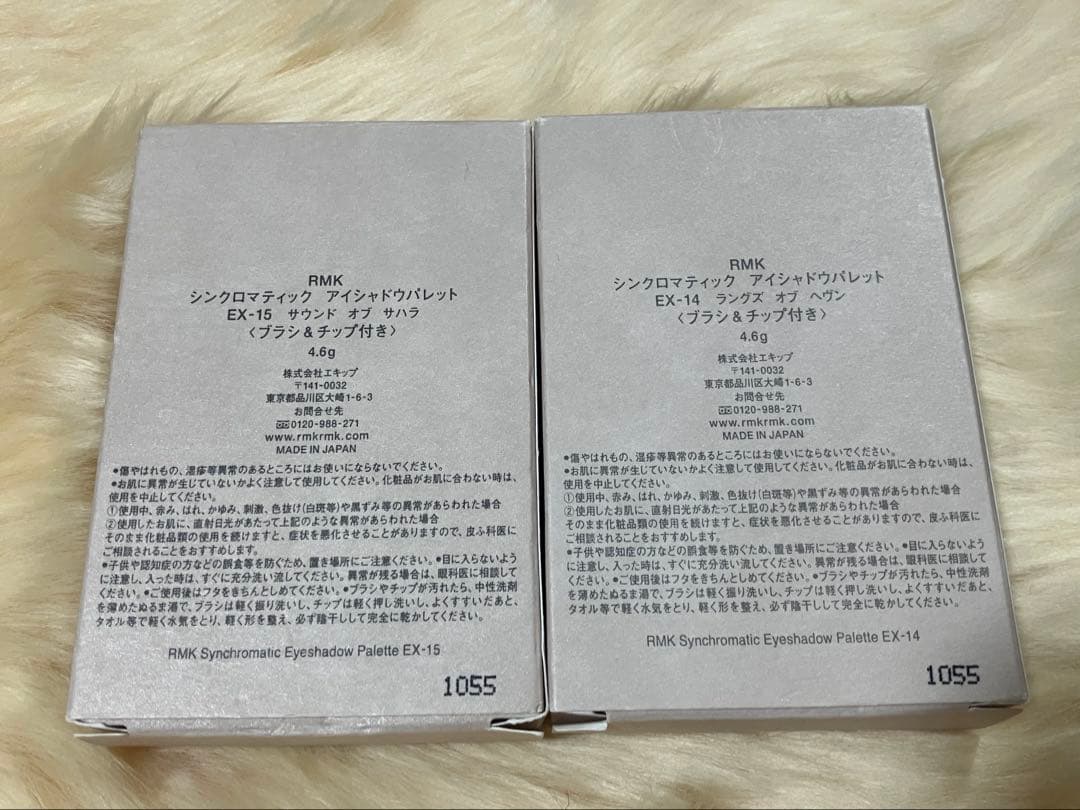 RMK
シンクロマティック アイシャドウパレット
EX-15 サウンド オブ サハラ
〈ブラシ＆チップ付き〉
4.6g
株式会社エキップ
〒141-0032
東京都品川区大崎1-6-3
お問合せ先
0120-988-271
www.rmkrmk.com
MADE IN JAPAN
●傷やはれもの、湿疹等異常のあるところにはお使いにならないでください。
●お肌に異常が生じていないかよく注意して使用してください。化粧品がお肌に合わない時は、
使用を中止してください。
①使用中、赤み、はれ、かゆみ、刺激、色抜け(白斑等)や黒ずみ等の異常があらわれた場合
②使用したお肌に、直射日光があたって上記のような異常があらわれた場合
そのまま化粧品類の使用を続けますと、症状を悪化させることがありますので、皮ふ科医に
ご相談されることをおすすめします。
●子供や認知症の方などの誤食等を防ぐため、置き場所にご注意ください。●目に入らないよう
に注意し、入った時は、すぐに充分洗い流してください。異常が残る場合は、眼科医に相談して
ください。●ご使用後はフタをきちんとしめてください。●ブラシやチップが汚れたら、中性洗剤
を薄めたぬるま湯で、ブラシは軽く振り洗いし、チップは軽く押し洗いし、よくすすいだあと、
タオル等で軽く水気をとり、軽く形を整え、必ず陰干しして完全に乾かしてください。
RMK Synchromatic Eyeshadow Palette EX-15
1055
RMK
シンクロマティック アイシャドウパレット
EX-14 ラングズ オブ ヘヴン
〈ブラシ＆チップ付き〉
4.6g
株式会社エキップ
〒141-0032
東京都品川区大崎1-6-3
お問合せ先
0120-988-271
www.rmkrmk.com
MADE IN JAPAN
●傷やはれもの、湿疹等異常のあるところにはお使いにならないでください。
●お肌に異常が生じていないかよく注意して使用してください。化粧品がお肌に合わない時は、
使用を中止してください。
①使用中、赤み、はれ、かゆみ、刺激、色抜け(白斑等)や黒ずみ等の異常があらわれた場合
②使用したお肌に、直射日光があたって上記のような異常があらわれた場合
そのまま化粧品類の使用を続けますと、症状を悪化させることがありますので、皮ふ科医に
ご相談されることをおすすめします。
●子供や認知症の方などの誤食等を防ぐため、置き場所にご注意ください。●目に入らないよう
に注意し、入った時は、すぐに充分洗い流してください。異常が残る場合は、眼科医に相談して
ください。●ご使用後はフタをきちんとしめてください。●ブラシやチップが汚れたら、中性洗剤
を薄めたぬるま湯で、ブラシは軽く振り洗いし、チップは軽く押し洗いし、よくすすいだあと、
タオル等で軽く水気をとり、軽く形を整え、必ず陰干しして完全に乾かしてください。
RMK Synchromatic Eyeshadow Palette EX-14
1055